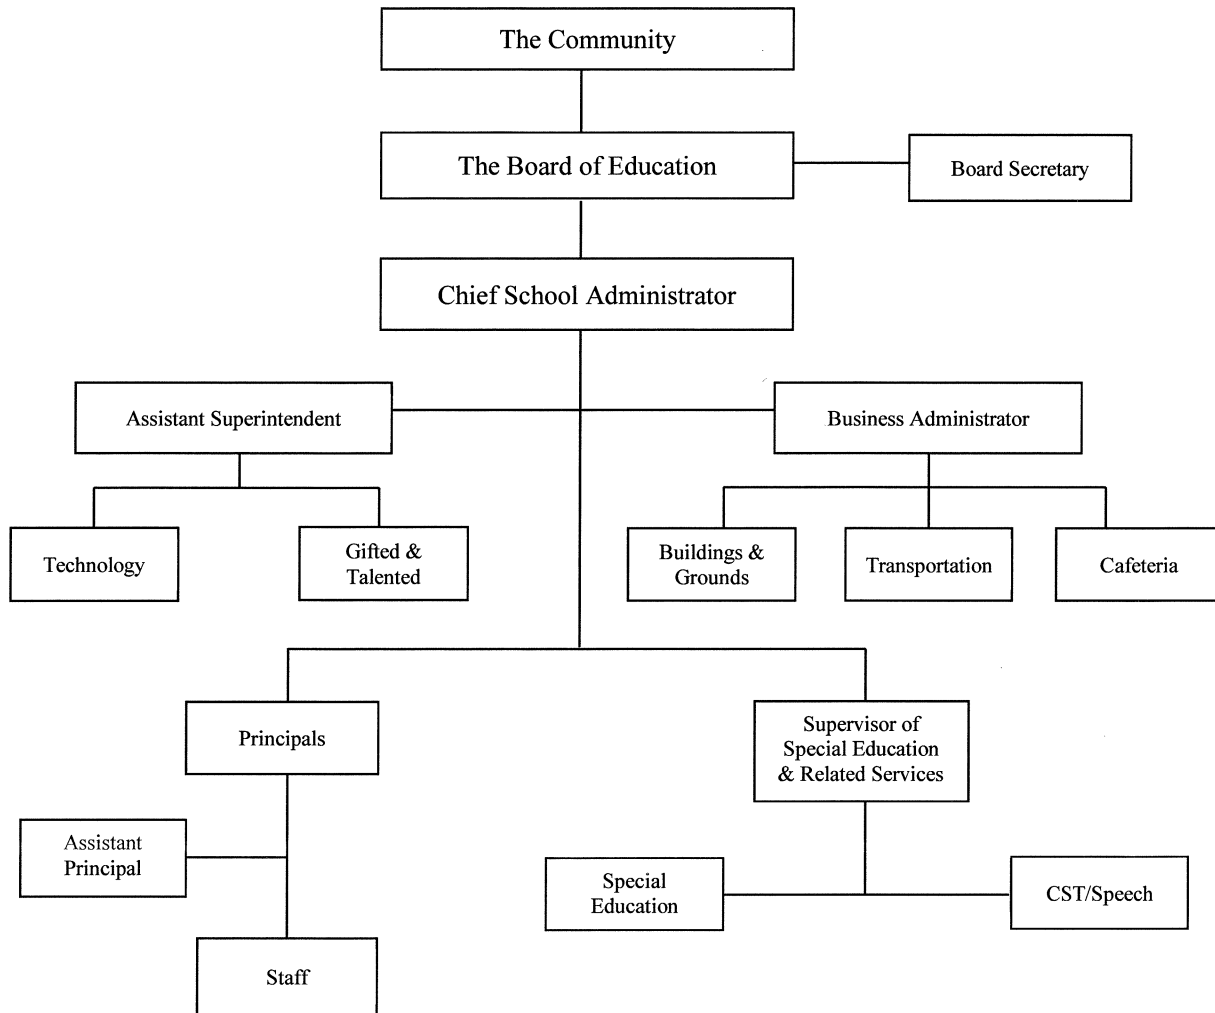 The Community
The Board of Education
Board Secretary
Chief School Administrator
Assistant Superintendent
Business Administrator
Technology
Gifted &
Talented
Buildings &
Grounds
Transportation
Cafeteria
Principals
Supervisor of
Special Education
& Related Services
Assistant
Principal
Special
Education
CST/Speech
Staff